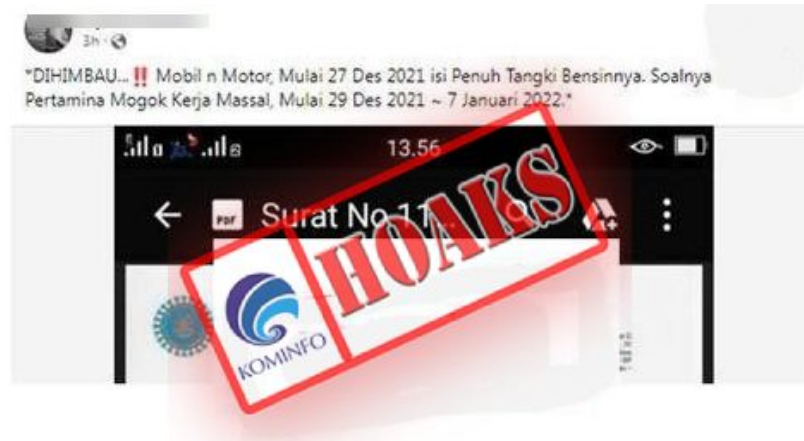 3h
"DIHIMBAU... ‼ Mobil n Motor, Mulai 27 Des 2021 isi Penuh Tangki Bensinnya. Soalnya
Pertamina Mogok Kerja Massal, Mulai 29 Des 2021 ~ 7 Januari 2022."
13.56
PDF
Surat No 11...
HOAKS
KOMINFO